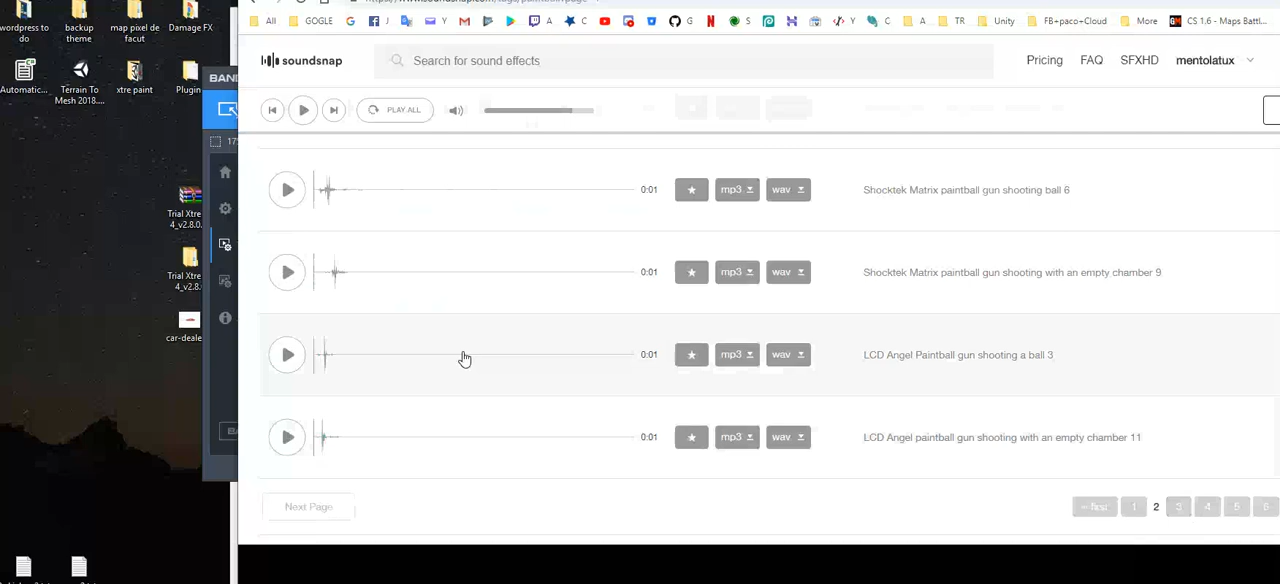 wordpress to do
backup theme
map pixel de facut
Damage FX
All
GOGLE
J
Y
M
A
C
G
N
S
Y
C
A
TR
Unity
FB+paco+Cloud
More
CS 1.6 - Maps Battl...
soundsnap
Search for sound effects
Pricing
FAQ
SFXHD
mentolatux
Automatic...
Terrain To Mesh 2018....
xtre paint
Plugin
BAND
PLAY ALL
17
0:01
mp3
wav
Shocktek Matrix paintball gun shooting ball 6
Trial Xtre 4_v2.8.0.
0:01
mp3
wav
Shocktek Matrix paintball gun shooting with an empty chamber 9
Trial Xtre 4_v2.8.
car-deale
0:01
mp3
wav
LCD Angel Paintball gun shooting a ball 3
0:01
mp3
wav
LCD Angel paintball gun shooting with an empty chamber 11
Next Page
« first
1
2
3
4
5
6